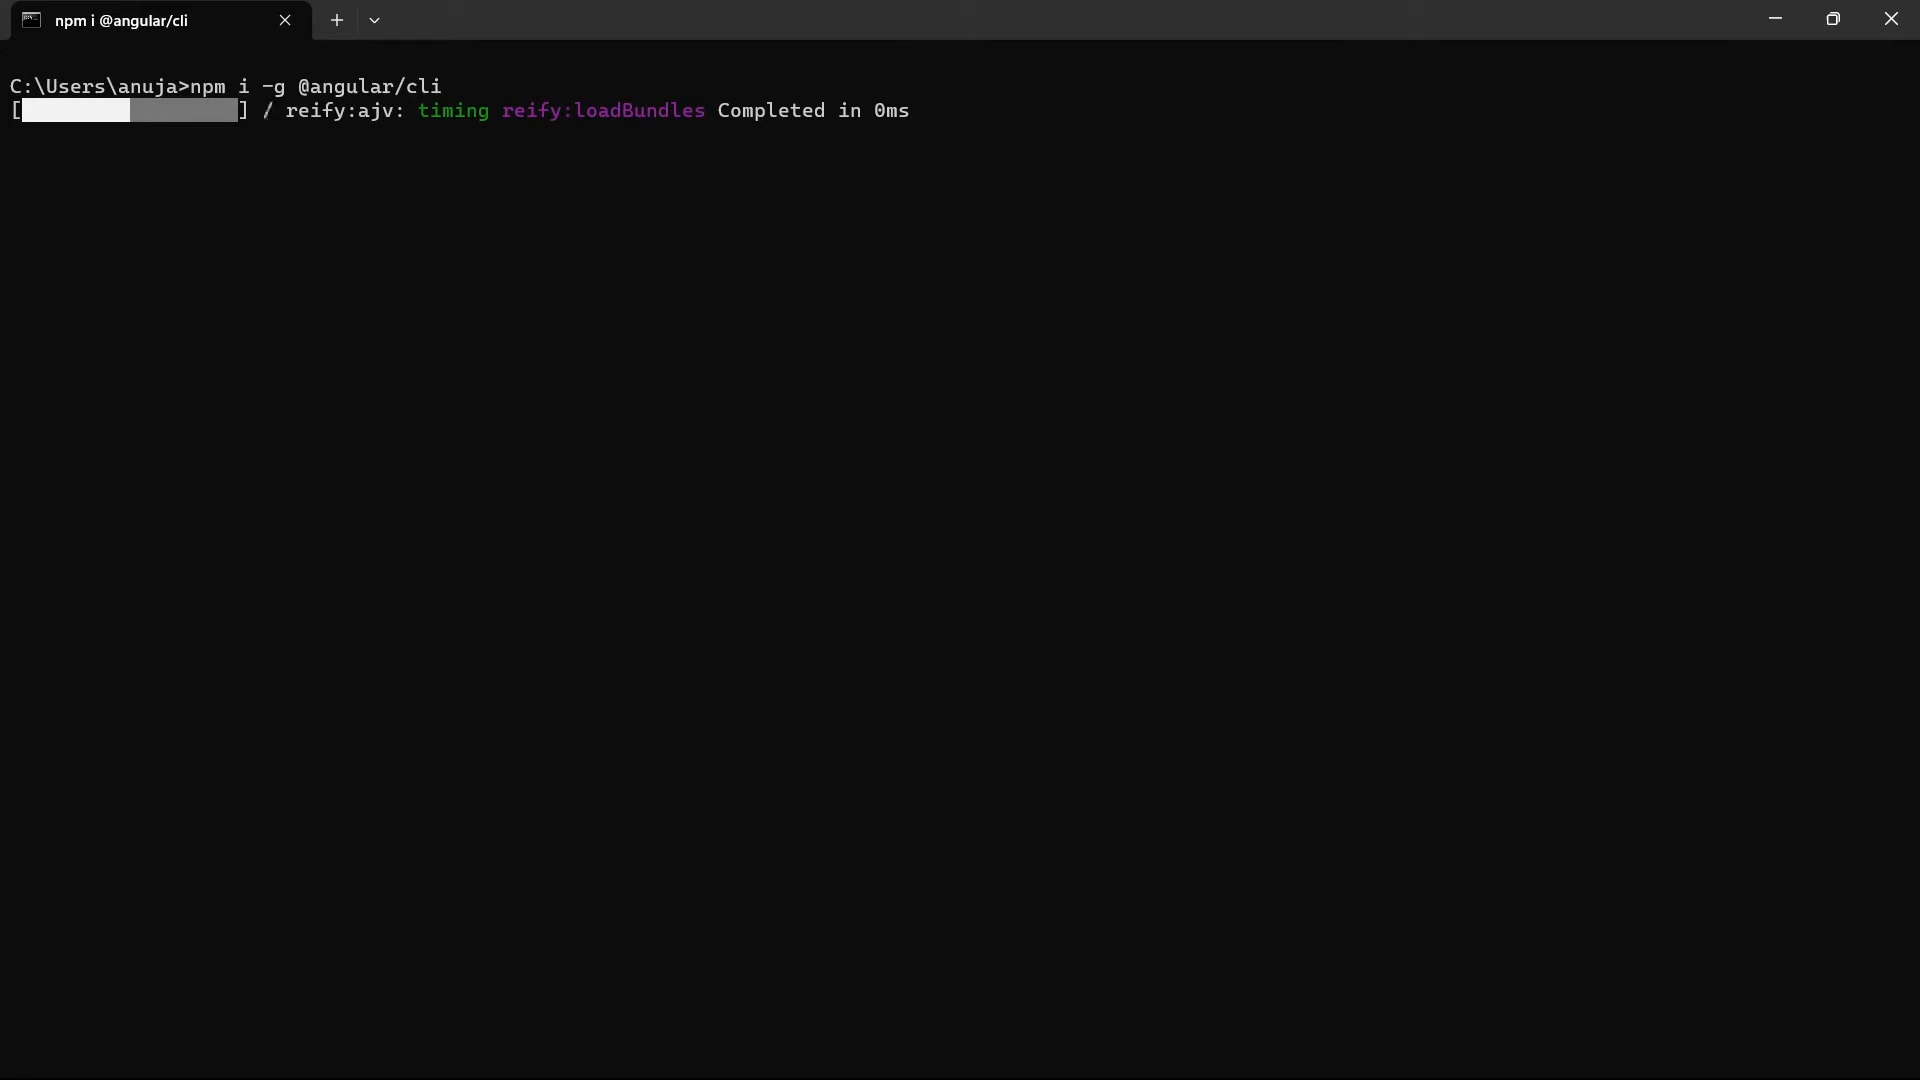 npm i @angular/cli
C:\Users\anuja>npm i -g @angular/cli
[ ] / reify:ajv: timing reify:loadBundles Completed in 0ms